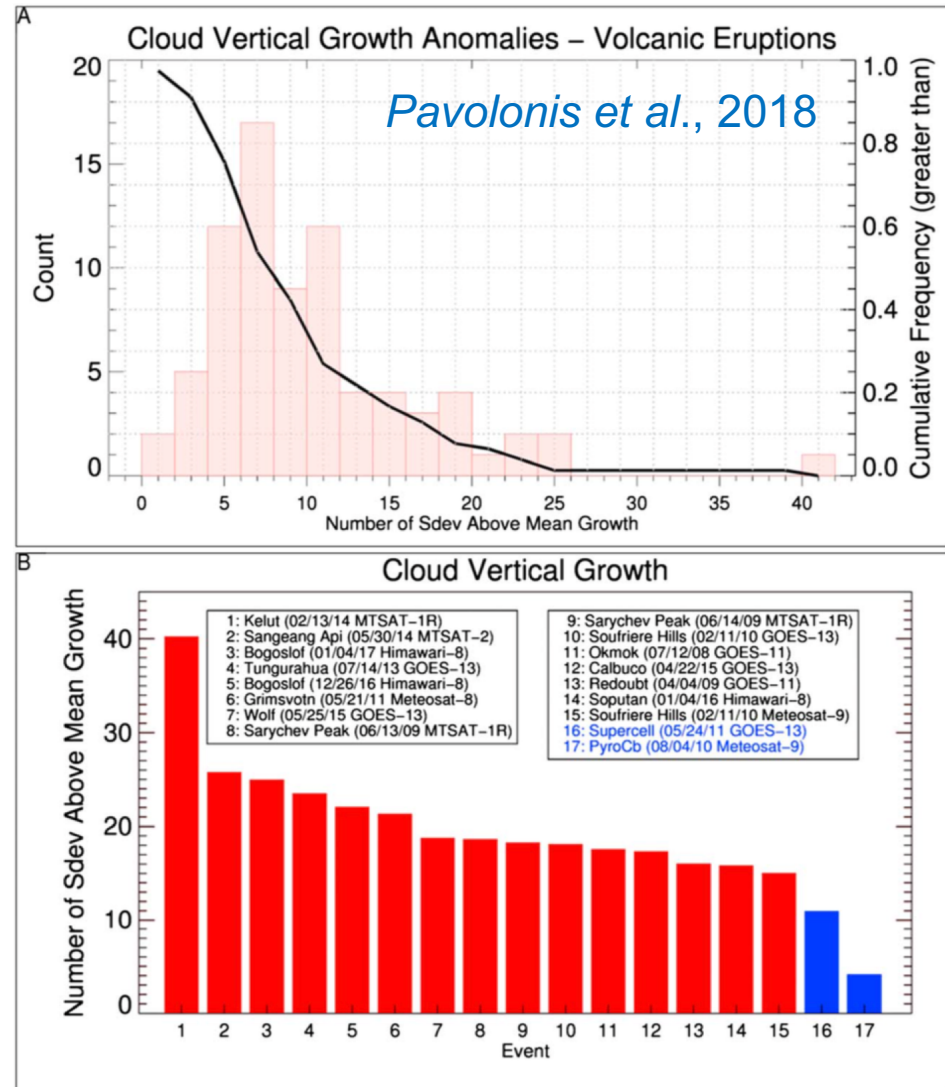 A
Cloud Vertical Growth Anomalies – Volcanic Eruptions
Pavolonis et al., 2018
20
15
10
5
0
Count
1.0
0.8
0.6
0.4
0.2
0.0
Cumulative Frequency (greater than)
0 5 10 15 20 25 30 35 40
Number of Sdev Above Mean Growth
B
Cloud Vertical Growth
Number of Sdev Above Mean Growth
40
30
20
10
0
1: Kelut (02/13/14 MTSAT–1R)
2: Sangeang Api (05/30/14 MTSAT–2)
3: Bogoslof (01/04/17 Himawari–8)
4: Tungurahua (07/14/13 GOES–13)
5: Bogoslof (12/26/16 Himawari–8)
6: Grimsvotn (05/21/11 Meteosat–8)
7: Wolf (05/25/15 GOES–13)
8: Sarychev Peak (06/13/09 MTSAT–1R)
9: Sarychev Peak (06/14/09 MTSAT–1R)
10: Soufriere Hills (02/11/10 GOES–13)
11: Okmok (07/12/08 GOES–11)
12: Calbuco (04/22/15 GOES–13)
13: Redoubt (04/04/09 GOES–11)
14: Soputan (01/04/16 Himawari–8)
15: Soufriere Hills (02/11/10 Meteosat–9)
16: Supercell (05/24/11 GOES–13)
17: PyroCb (08/04/10 Meteosat–9)
1 2 3 4 5 6 7 8 9 10 11 12 13 14 15 16 17
Event